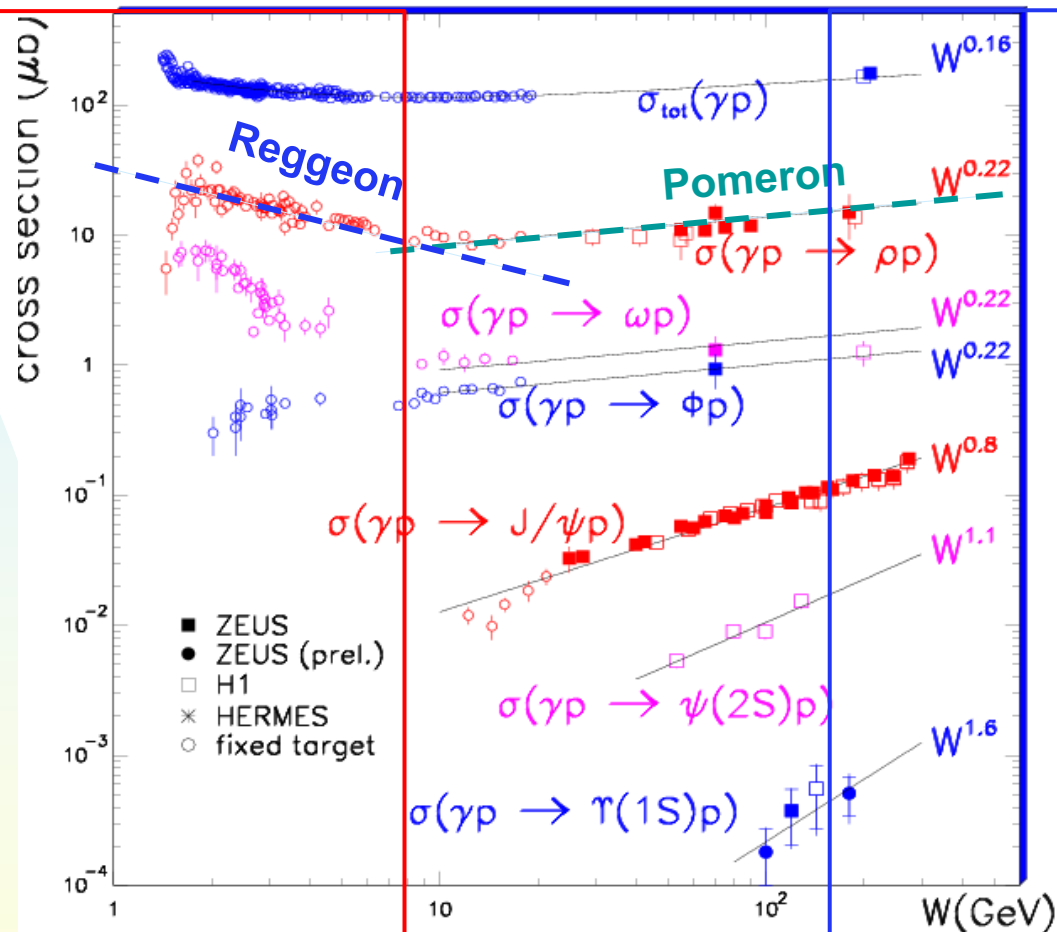 cross section (μb)
W^0.16
10^2
σ_tot(γp)
Reggeon
Pomeron
W^0.22
10
σ(γp → ρp)
σ(γp → ωp)
W^0.22
1
W^0.22
σ(γp → Φp)
W^0.8
10^-1
σ(γp → J/ψp)
W^1.1
10^-2
■ ZEUS
● ZEUS (prel.)
□ H1
✳ HERMES
○ fixed target
σ(γp → ψ(2S)p)
10^-3
W^1.6
σ(γp → ϒ(1S)p)
10^-4
1
10
10^2
W(GeV)